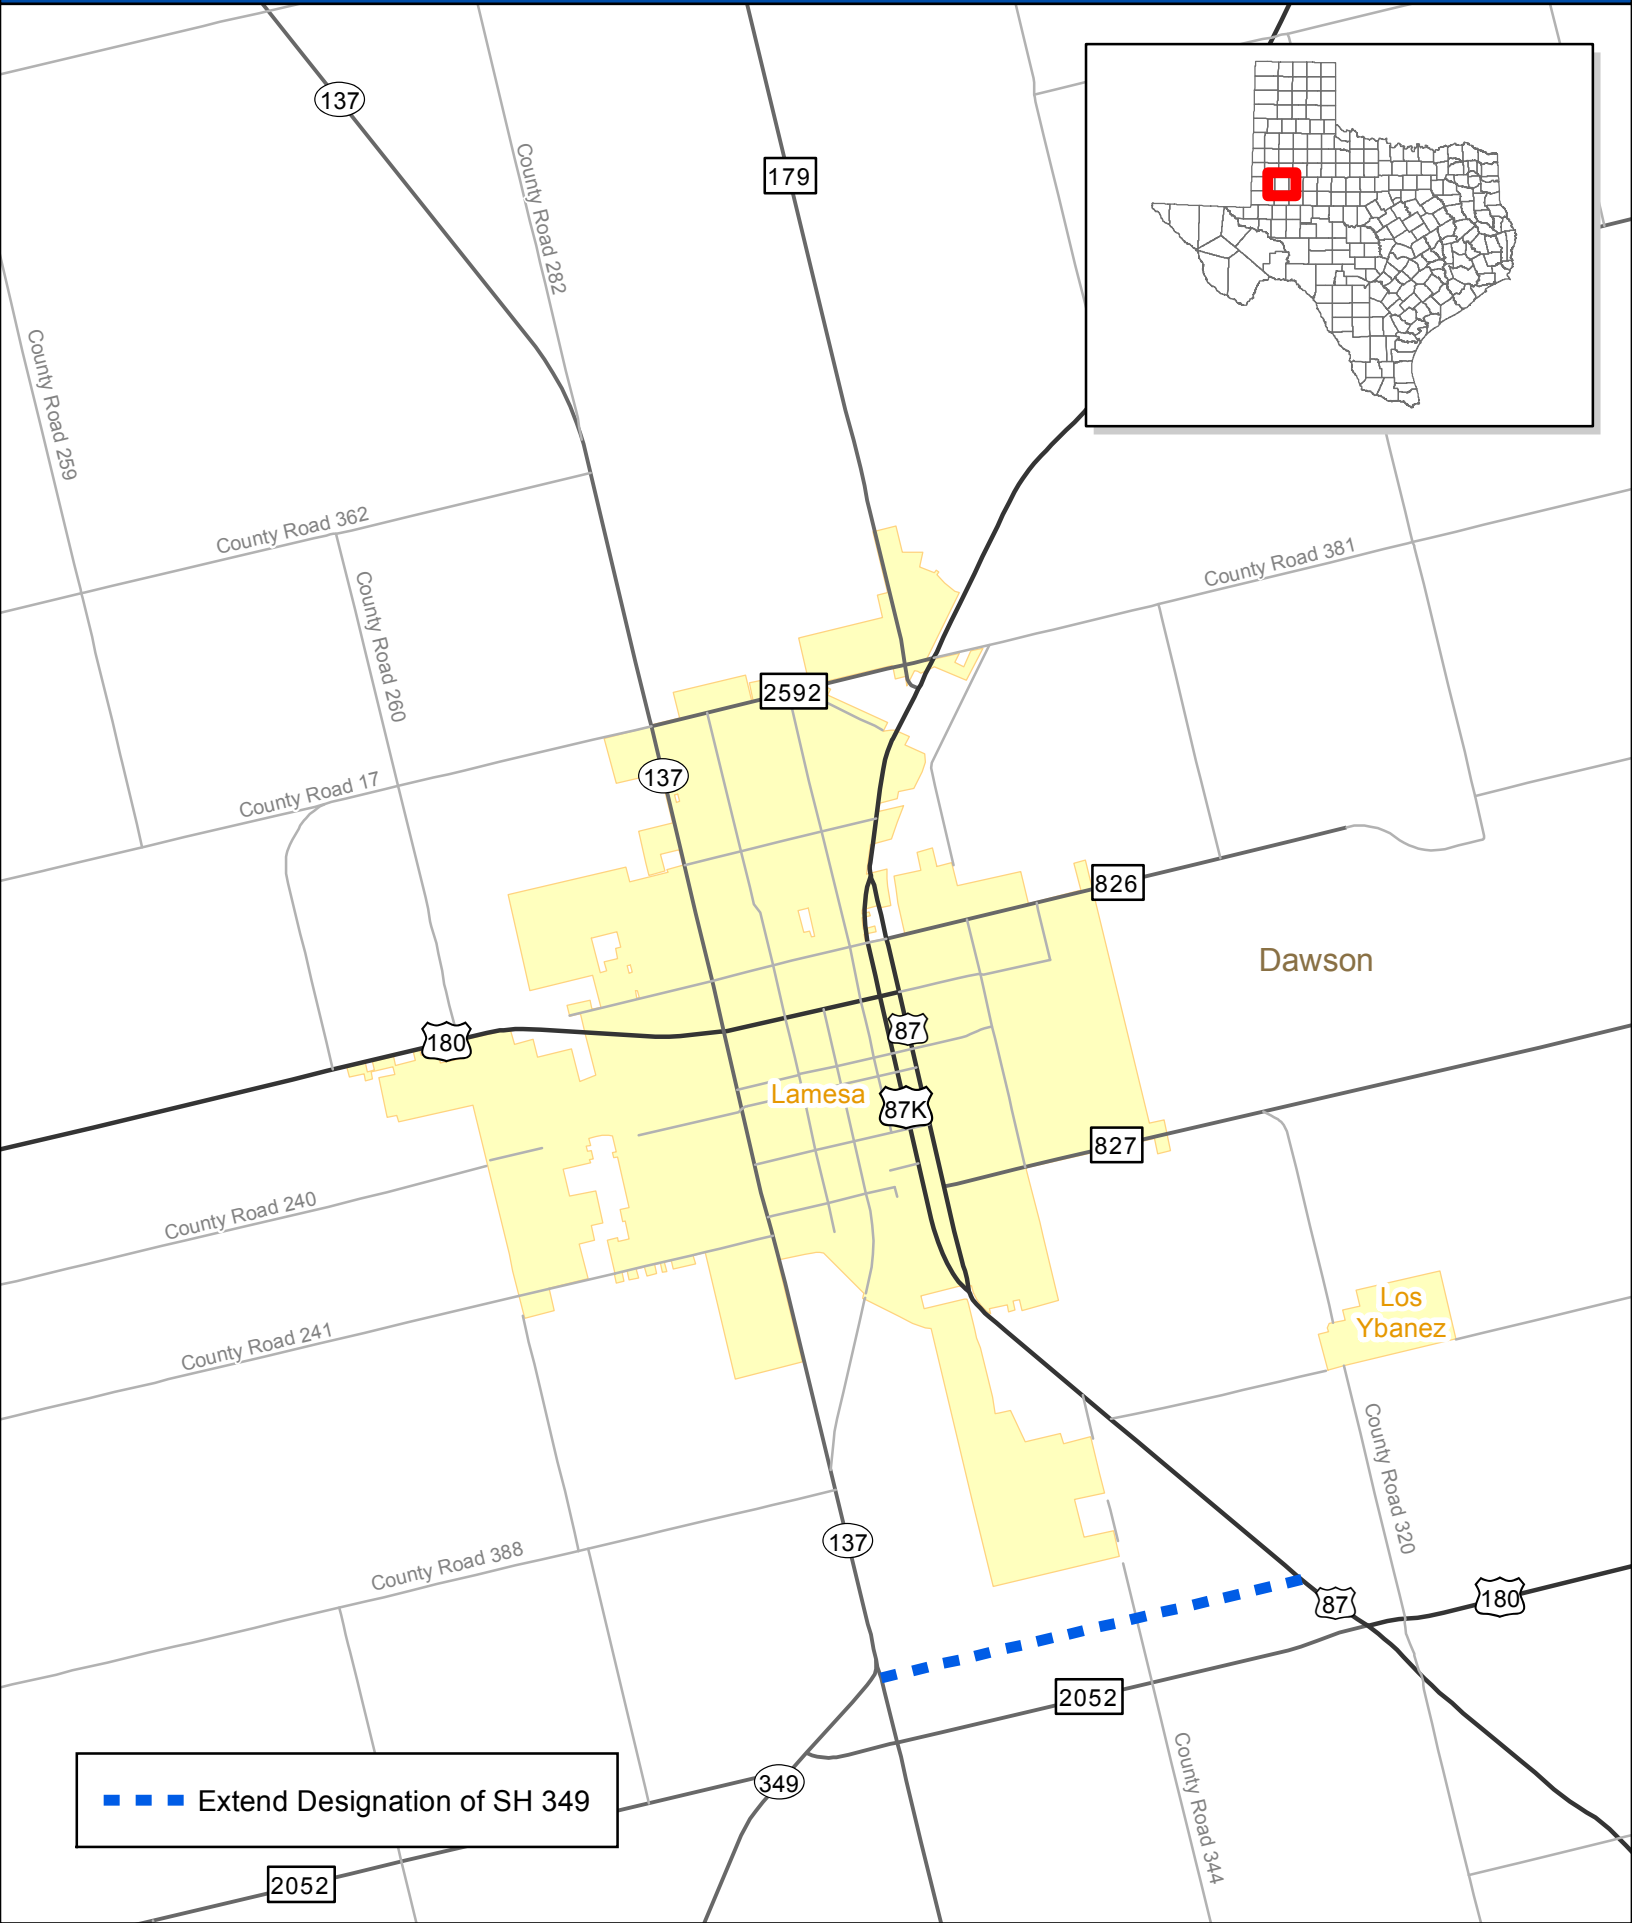 137
179
County Road 282
County Road 259
County Road 362
County Road 381
County Road 260
2592
137
County Road 17
826
Dawson
87
180
Lamesa
87K
827
County Road 240
Los
Ybanez
County Road 241
County Road 320
137
County Road 388
87
180
2052
County Road 344
349
Extend Designation of SH 349
2052